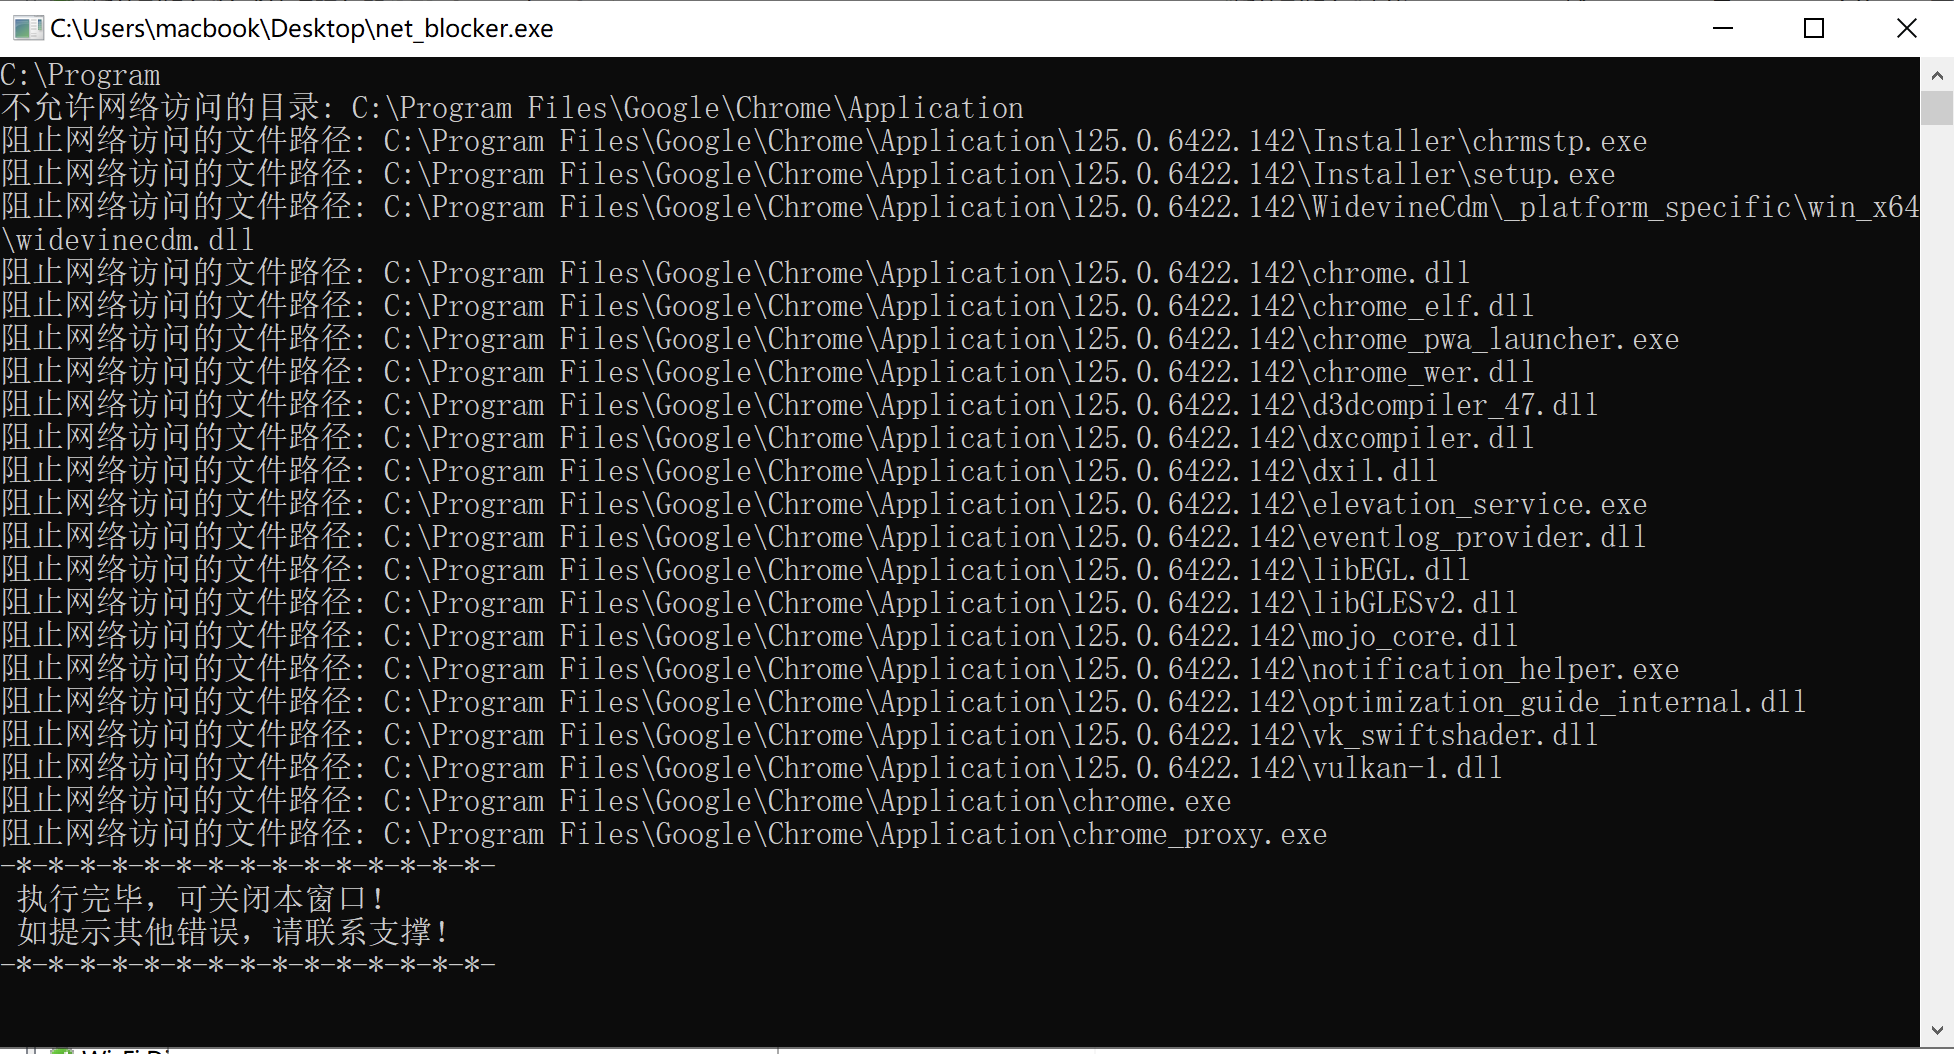 C:\Users\macbook\Desktop\net_blocker.exe
C:\Program
不允许网络访问的目录: C:\Program Files\Google\Chrome\Application
阻止网络访问的文件路径: C:\Program Files\Google\Chrome\Application\125.0.6422.142\Installer\chrmstp.exe
阻止网络访问的文件路径: C:\Program Files\Google\Chrome\Application\125.0.6422.142\Installer\setup.exe
阻止网络访问的文件路径: C:\Program Files\Google\Chrome\Application\125.0.6422.142\WidevineCdm\_platform_specific\win_x64
\widevinecdm.dll
阻止网络访问的文件路径: C:\Program Files\Google\Chrome\Application\125.0.6422.142\chrome.dll
阻止网络访问的文件路径: C:\Program Files\Google\Chrome\Application\125.0.6422.142\chrome_elf.dll
阻止网络访问的文件路径: C:\Program Files\Google\Chrome\Application\125.0.6422.142\chrome_pwa_launcher.exe
阻止网络访问的文件路径: C:\Program Files\Google\Chrome\Application\125.0.6422.142\chrome_wer.dll
阻止网络访问的文件路径: C:\Program Files\Google\Chrome\Application\125.0.6422.142\d3dcompiler_47.dll
阻止网络访问的文件路径: C:\Program Files\Google\Chrome\Application\125.0.6422.142\dxcompiler.dll
阻止网络访问的文件路径: C:\Program Files\Google\Chrome\Application\125.0.6422.142\dxil.dll
阻止网络访问的文件路径: C:\Program Files\Google\Chrome\Application\125.0.6422.142\elevation_service.exe
阻止网络访问的文件路径: C:\Program Files\Google\Chrome\Application\125.0.6422.142\eventlog_provider.dll
阻止网络访问的文件路径: C:\Program Files\Google\Chrome\Application\125.0.6422.142\libEGL.dll
阻止网络访问的文件路径: C:\Program Files\Google\Chrome\Application\125.0.6422.142\libGLESv2.dll
阻止网络访问的文件路径: C:\Program Files\Google\Chrome\Application\125.0.6422.142\mojo_core.dll
阻止网络访问的文件路径: C:\Program Files\Google\Chrome\Application\125.0.6422.142\notification_helper.exe
阻止网络访问的文件路径: C:\Program Files\Google\Chrome\Application\125.0.6422.142\optimization_guide_internal.dll
阻止网络访问的文件路径: C:\Program Files\Google\Chrome\Application\125.0.6422.142\vk_swiftshader.dll
阻止网络访问的文件路径: C:\Program Files\Google\Chrome\Application\125.0.6422.142\vulkan-1.dll
阻止网络访问的文件路径: C:\Program Files\Google\Chrome\Application\chrome.exe
阻止网络访问的文件路径: C:\Program Files\Google\Chrome\Application\chrome_proxy.exe
-*-*-*-*-*-*-*-*-*-*-*-*-*-*-*-
执行完毕，可关闭本窗口!
如提示其他错误，请联系支撑!
-*-*-*-*-*-*-*-*-*-*-*-*-*-*-*-